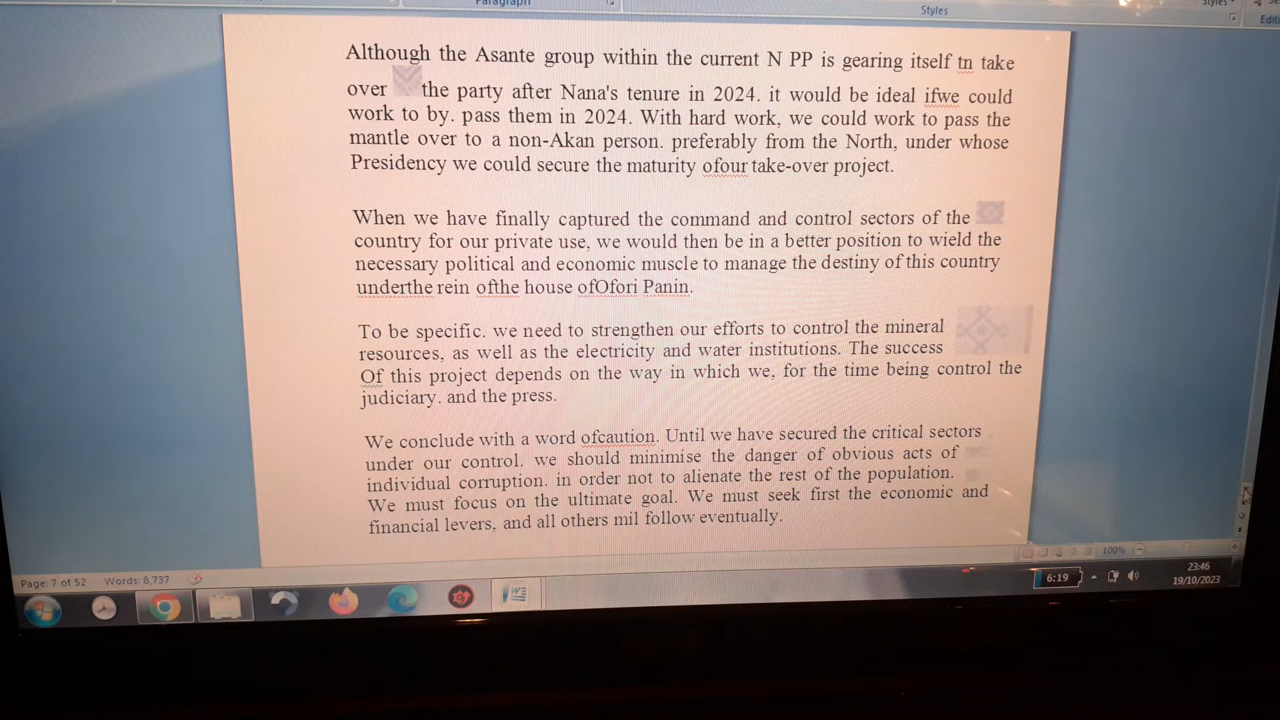 Paragraph
Styles
Styles
Editi
Although the Asante group within the current N PP is gearing itself tn take
over the party after Nana's tenure in 2024. it would be ideal ifwe could
work to by. pass them in 2024. With hard work, we could work to pass the
mantle over to a non-Akan person. preferably from the North, under whose
Presidency we could secure the maturity ofour take-over project.
When we have finally captured the command and control sectors of the
country for our private use, we would then be in a better position to wield the
necessary political and economic muscle to manage the destiny of this country
underthe rein ofthe house ofOfori Panin.
To be specific. we need to strengthen our efforts to control the mineral
resources, as well as the electricity and water institutions. The success
Of this project depends on the way in which we, for the time being control the
judiciary. and the press.
We conclude with a word ofcaution. Until we have secured the critical sectors
under our control. we should minimise the danger of obvious acts of
individual corruption. in order not to alienate the rest of the population.
We must focus on the ultimate goal. We must seek first the economic and
financial levers, and all others mil follow eventually.
Page: 7 of 52 Words: 8,737
100%
6:19
23:46
19/10/2023